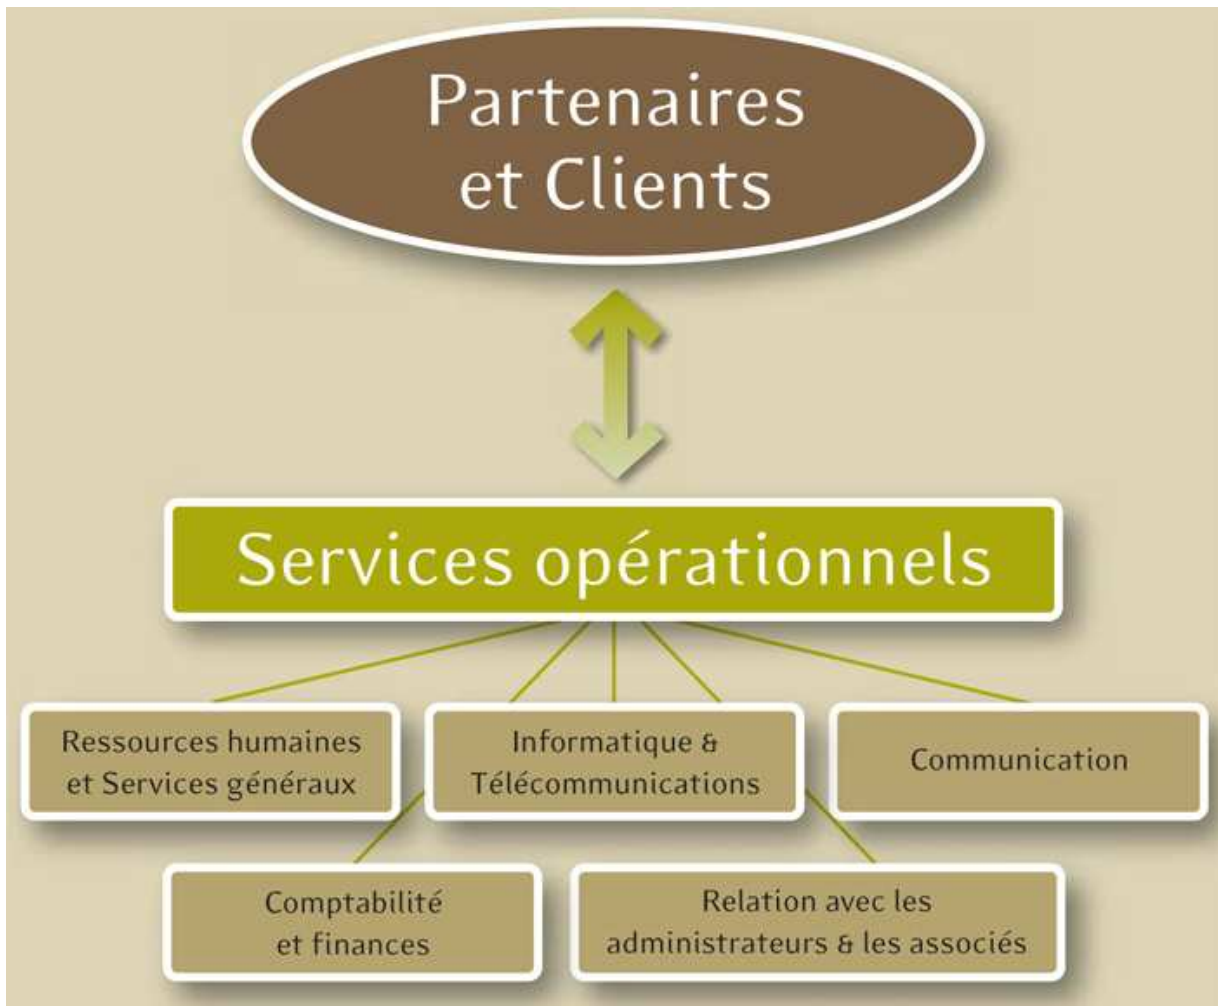 Partenaires
et Clients
Services opérationnels
Ressources humaines
et Services généraux
Informatique &
Télécommunications
Communication
Comptabilité
et finances
Relation avec les
administrateurs & les associés